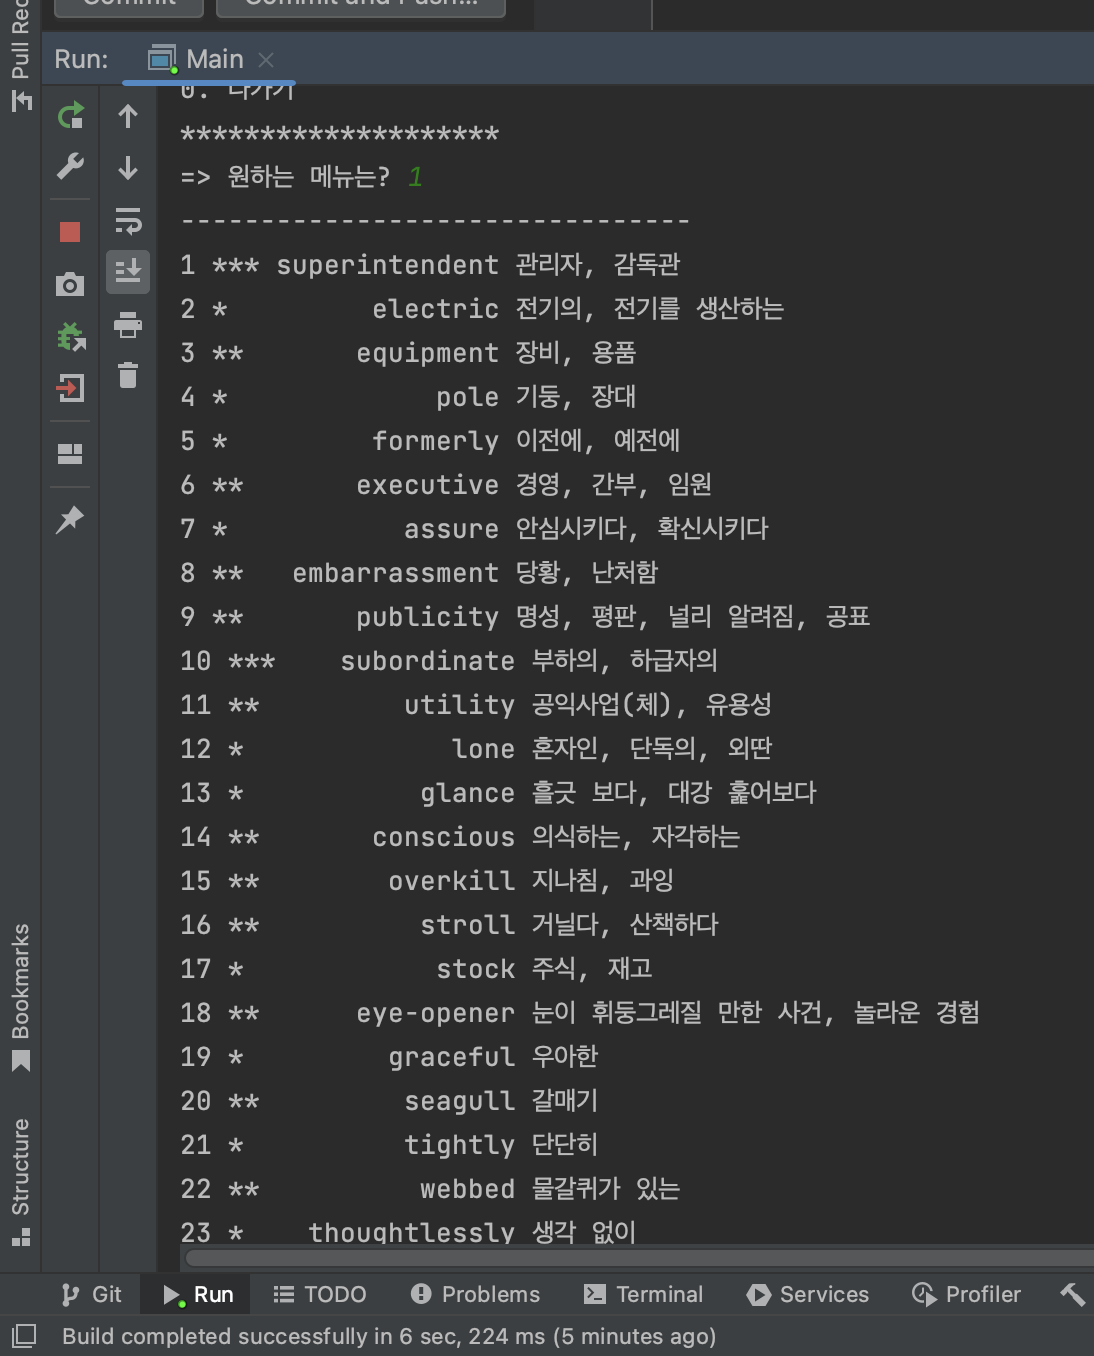 Commit
Commit and Push...
Pull Req
Run:
Main
0. 나가기
********************
=> 원하는 메뉴는? 1
--------------------------------
1 *** superintendent 관리자, 감독관
2 *         electric 전기의, 전기를 생산하는
3 **       equipment 장비, 용품
4 *             pole 기둥, 장대
5 *         formerly 이전에, 예전에
6 **       executive 경영, 간부, 임원
7 *           assure 안심시키다, 확신시키다
8 **   embarrassment 당황, 난처함
9 **       publicity 명성, 평판, 널리 알려짐, 공표
10 ***    subordinate 부하의, 하급자의
11 **         utility 공익사업(체), 유용성
12 *             lone 혼자인, 단독의, 외딴
13 *           glance 흘긋 보다, 대강 훑어보다
14 **       conscious 의식하는, 자각하는
15 **        overkill 지나침, 과잉
16 **          stroll 거닐다, 산책하다
17 *            stock 주식, 재고
18 **      eye-opener 눈이 휘둥그레질 만한 사건, 놀라운 경험
19 *         graceful 우아한
20 **         seagull 갈매기
21 *          tightly 단단히
22 **          webbed 물갈퀴가 있는
23 *    thoughtlessly 생각 없이
Bookmarks
Structure
Git
Run
TODO
Problems
Terminal
Services
Profiler
Build completed successfully in 6 sec, 224 ms (5 minutes ago)